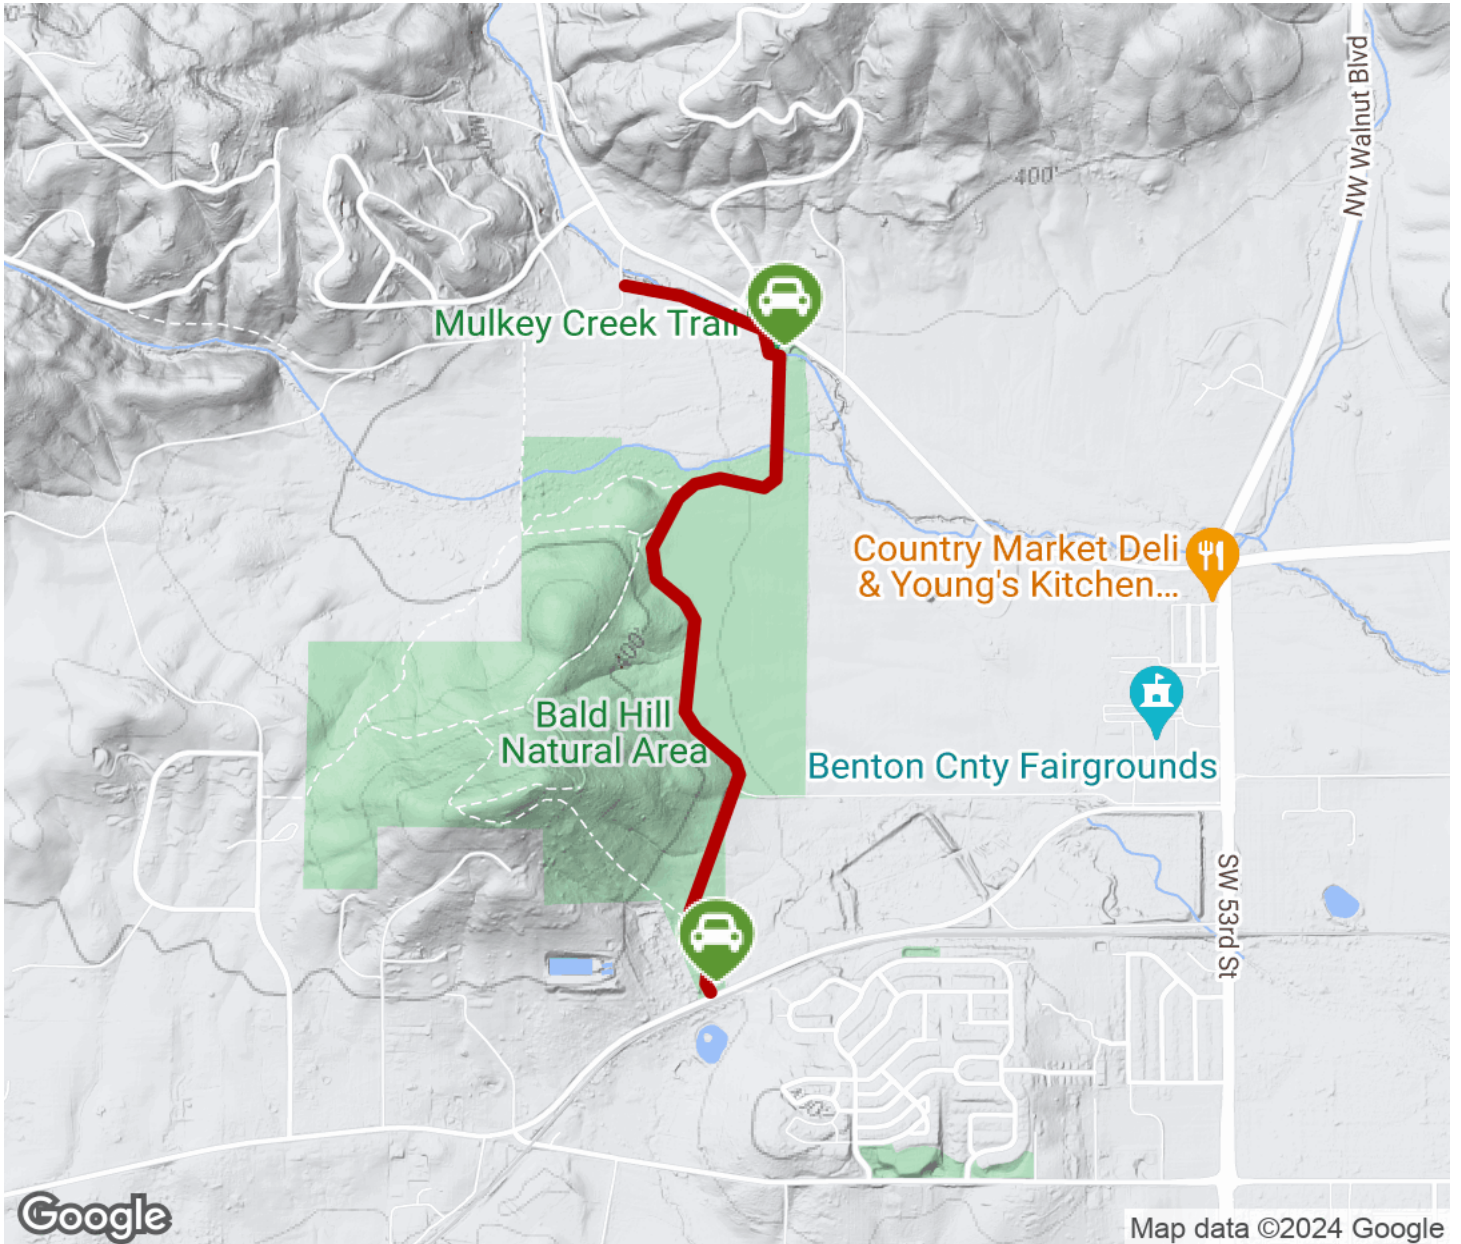 NW Walnut Blvd
400'
Mulkey Creek Trail
Country Market Deli
& Young's Kitchen...
400'
Bald Hill
Natural Area
Benton Cnty Fairgrounds
SW 53rd St
Google
Map data ©2024 Google